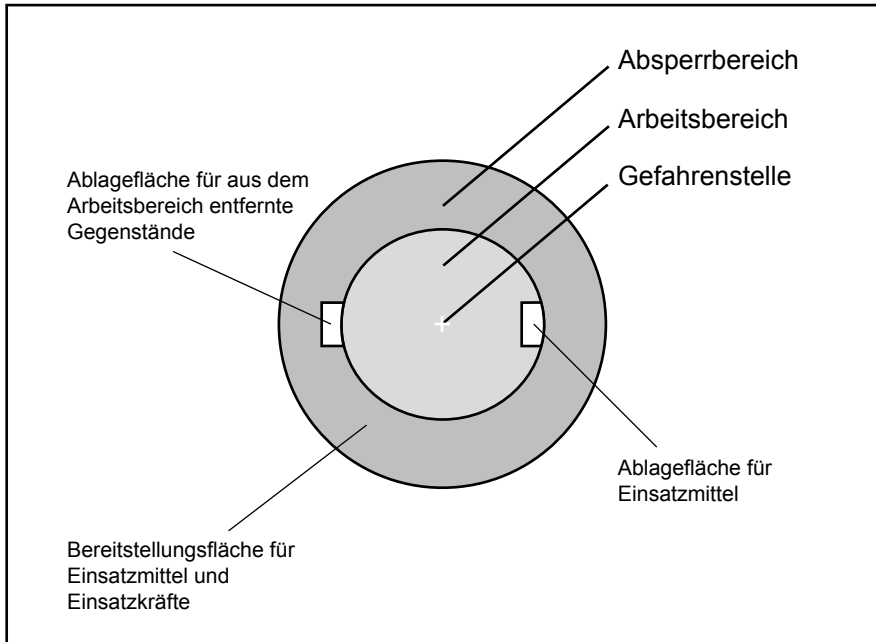 Absperrbereich
Arbeitsbereich
Gefahrenstelle
Ablagefläche für aus dem
Arbeitsbereich entfernte
Gegenstände
Ablagefläche für
Einsatzmittel
Bereitstellungsfläche für
Einsatzmittel und
Einsatzkräfte